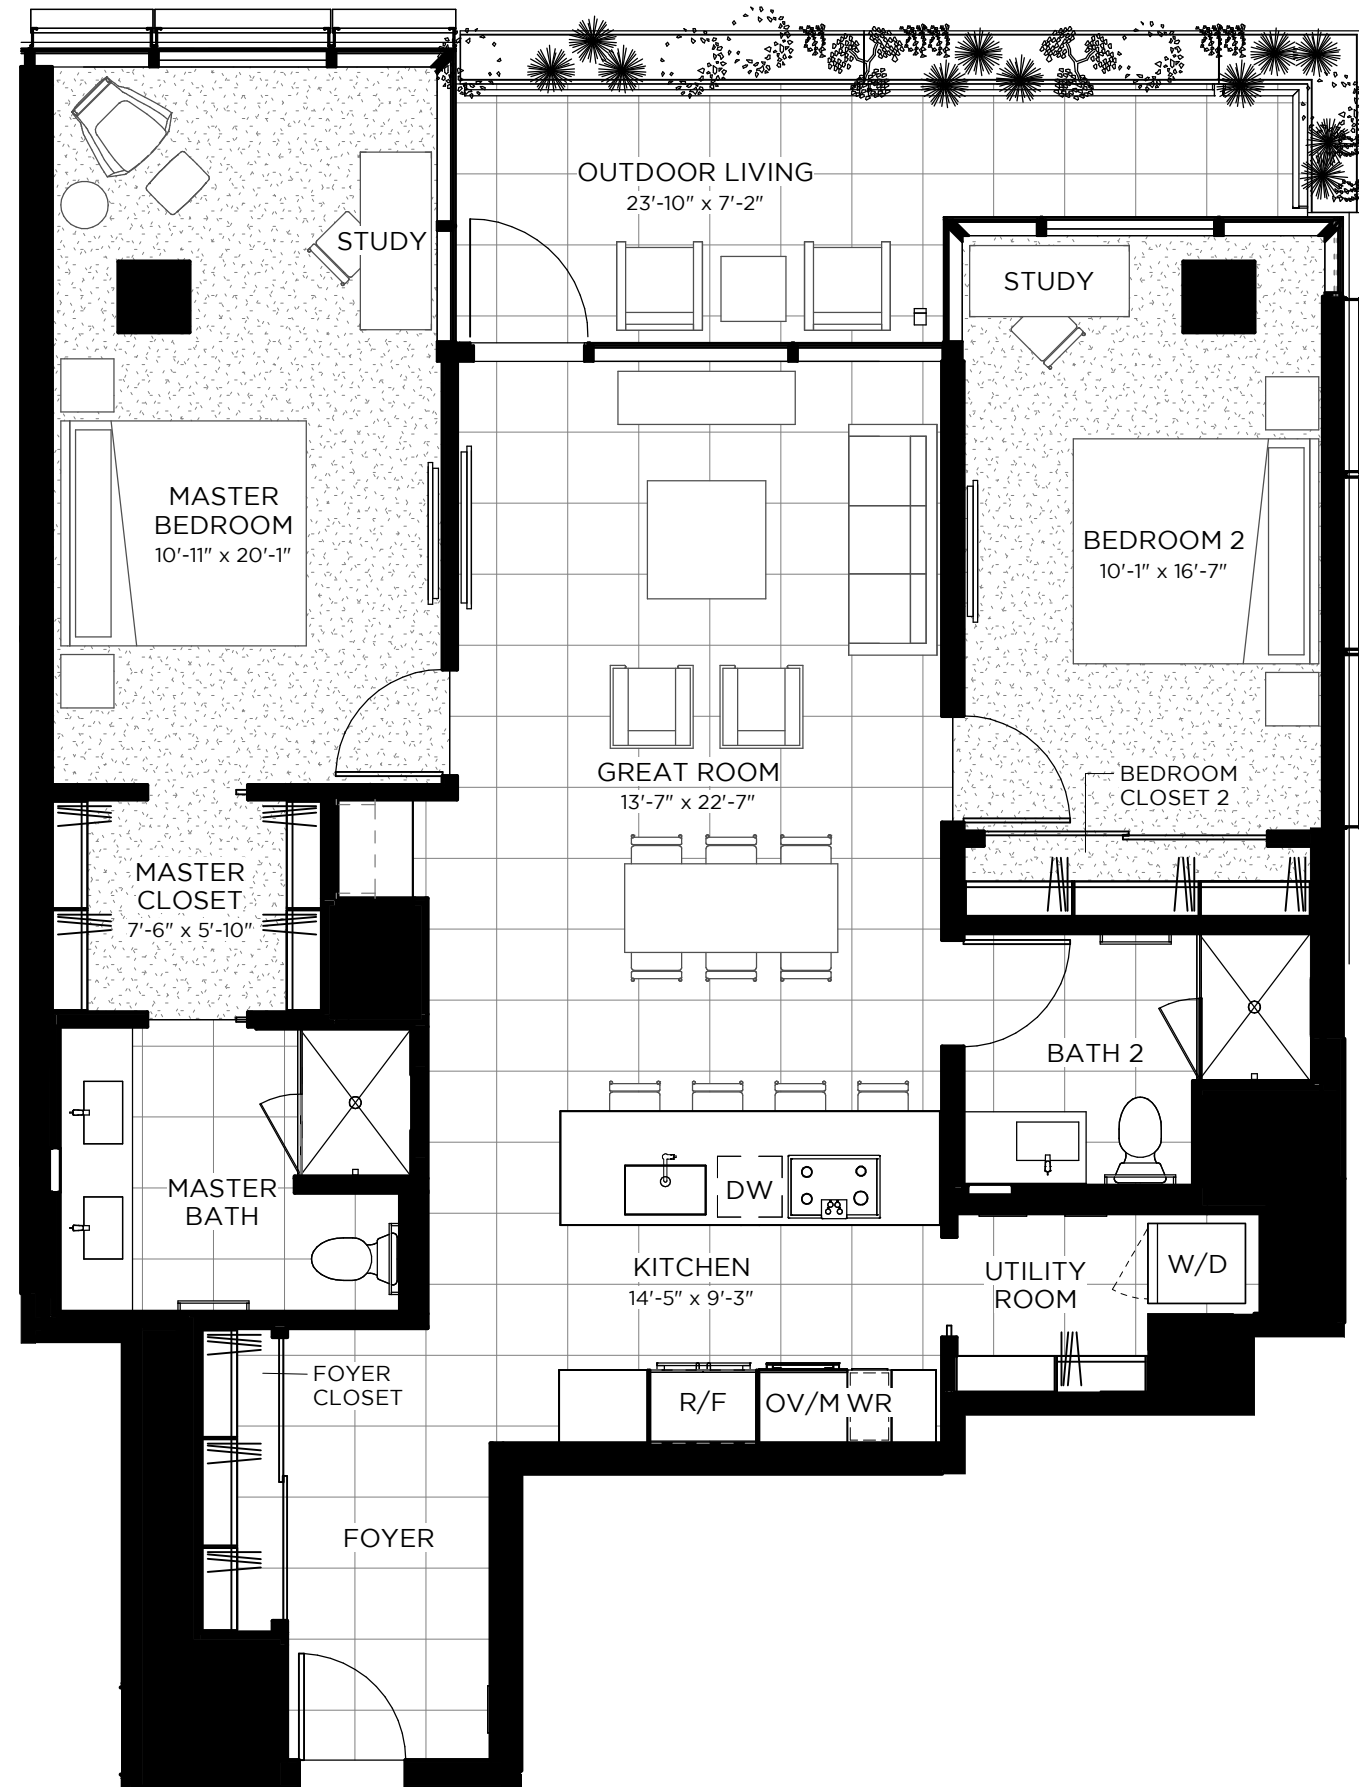 OUTDOOR LIVING
23'-10" x 7'-2"
STUDY
STUDY
MASTER
BEDROOM
10'-11" x 20'-1"
BEDROOM 2
10'-1" x 16'-7"
GREAT ROOM
13'-7" x 22'-7"
BEDROOM
CLOSET 2
MASTER
CLOSET
7'-6" x 5'-10"
BATH 2
MASTER
BATH
DW
KITCHEN
14'-5" x 9'-3"
UTILITY
ROOM
W/D
FOYER
CLOSET
R/F
OV/M WR
FOYER